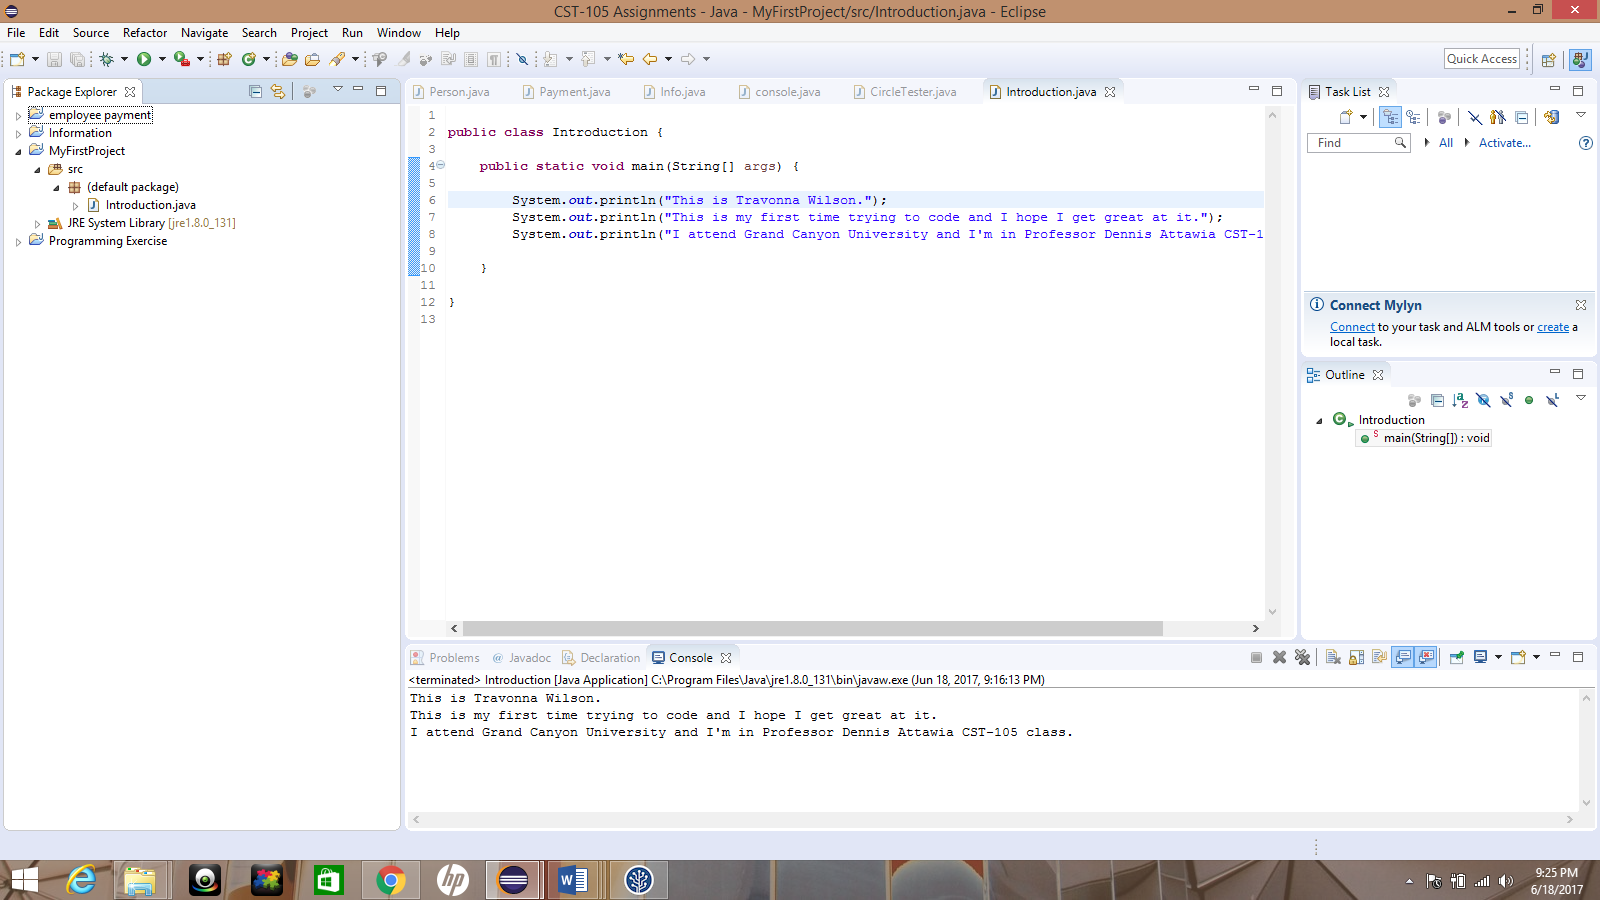 CST-105 Assignments - Java - MyFirstProject/src/Introduction.java - Eclipse
File Edit Source Refactor Navigate Search Project Run Window Help
Quick Access
Package Explorer
employee payment
Information
MyFirstProject
src
(default package)
Introduction.java
JRE System Library [jre1.8.0_131]
Programming Exercise
Person.java Payment.java Info.java console.java CircleTester.java Introduction.java
1
2 public class Introduction {
3
4 public static void main(String[] args) {
5
6 System.out.println("This is Travonna Wilson.");
7 System.out.println("This is my first time trying to code and I hope I get great at it.");
8 System.out.println("I attend Grand Canyon University and I'm in Professor Dennis Attawia CST-1
9
10 }
11
12 }
13
Task List
Find All Activate...
Connect Mylyn
Connect to your task and ALM tools or create a
local task.
Outline
Introduction
main(String[]) : void
Problems @ Javadoc Declaration Console
<terminated> Introduction [Java Application] C:\Program Files\Java\jre1.8.0_131\bin\javaw.exe (Jun 18, 2017, 9:16:13 PM)
This is Travonna Wilson.
This is my first time trying to code and I hope I get great at it.
I attend Grand Canyon University and I'm in Professor Dennis Attawia CST-105 class.
hp
9:25 PM
6/18/2017